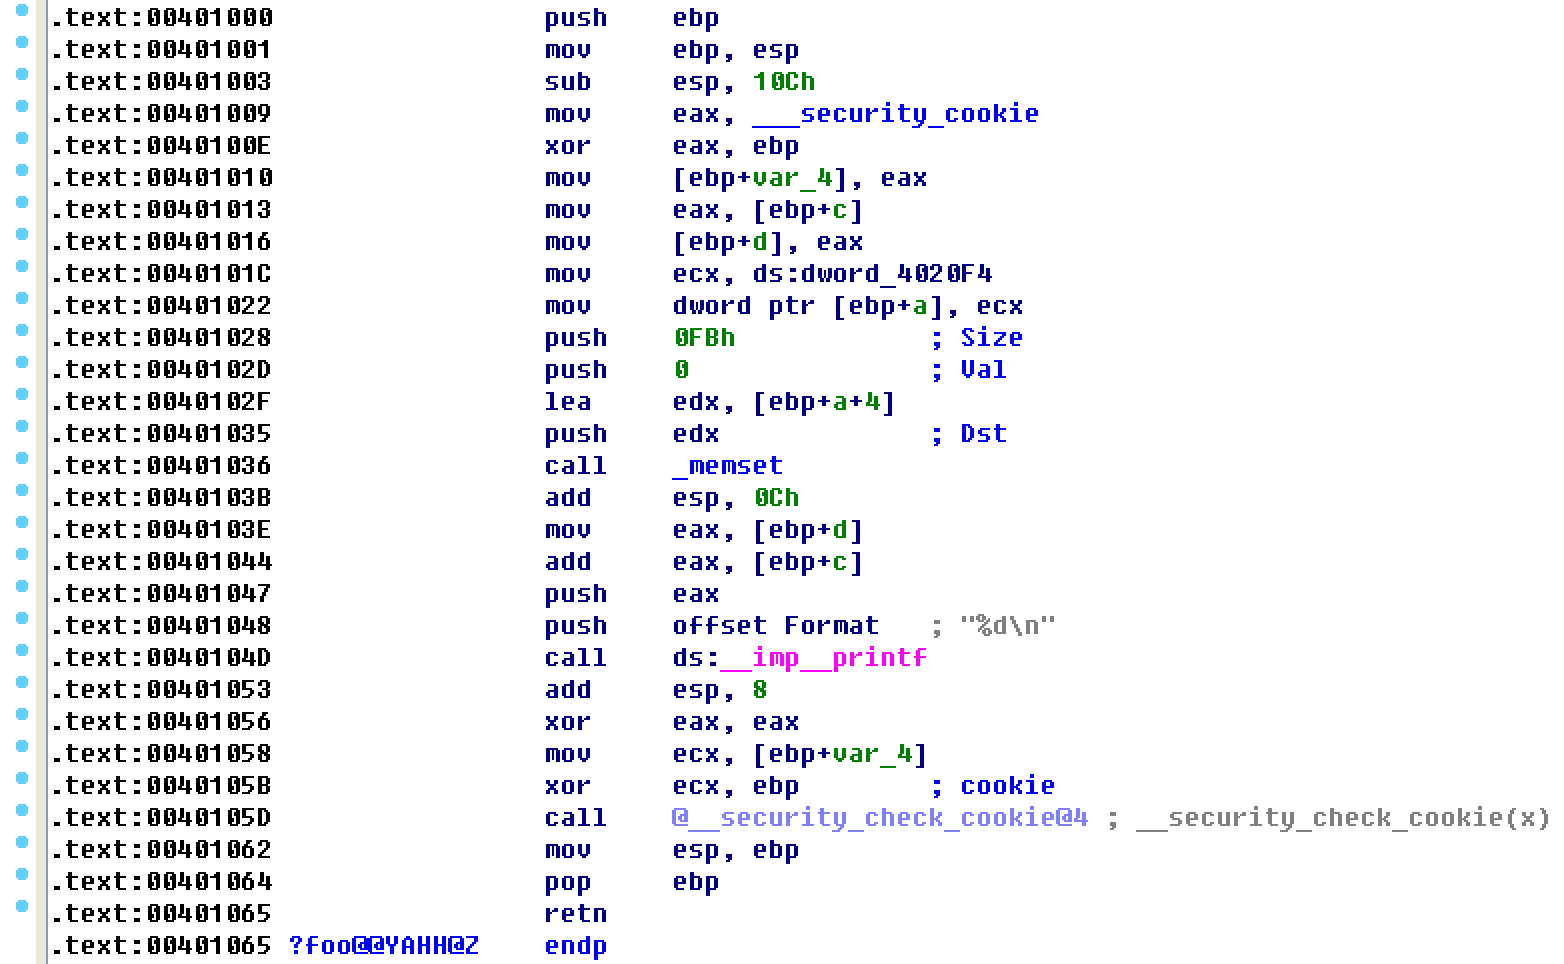 .text:00401000 push ebp
.text:00401001 mov ebp, esp
.text:00401003 sub esp, 10Ch
.text:00401009 mov eax, ___security_cookie
.text:0040100E xor eax, ebp
.text:00401010 mov [ebp+var_4], eax
.text:00401013 mov eax, [ebp+c]
.text:00401016 mov [ebp+d], eax
.text:0040101C mov ecx, ds:dword_4020F4
.text:00401022 mov dword ptr [ebp+a], ecx
.text:00401028 push 0FBh ; Size
.text:0040102D push 0 ; Val
.text:0040102F lea edx, [ebp+a+4]
.text:00401035 push edx ; Dst
.text:00401036 call _memset
.text:0040103B add esp, 0Ch
.text:0040103E mov eax, [ebp+d]
.text:00401044 add eax, [ebp+c]
.text:00401047 push eax
.text:00401048 push offset Format ; "%d\n"
.text:0040104D call ds:__imp__printf
.text:00401053 add esp, 8
.text:00401056 xor eax, eax
.text:00401058 mov ecx, [ebp+var_4]
.text:0040105B xor ecx, ebp ; cookie
.text:0040105D call @__security_check_cookie@4 ; __security_check_cookie(x)
.text:00401062 mov esp, ebp
.text:00401064 pop ebp
.text:00401065 retn
.text:00401065 ?foo@@YAHH@Z endp